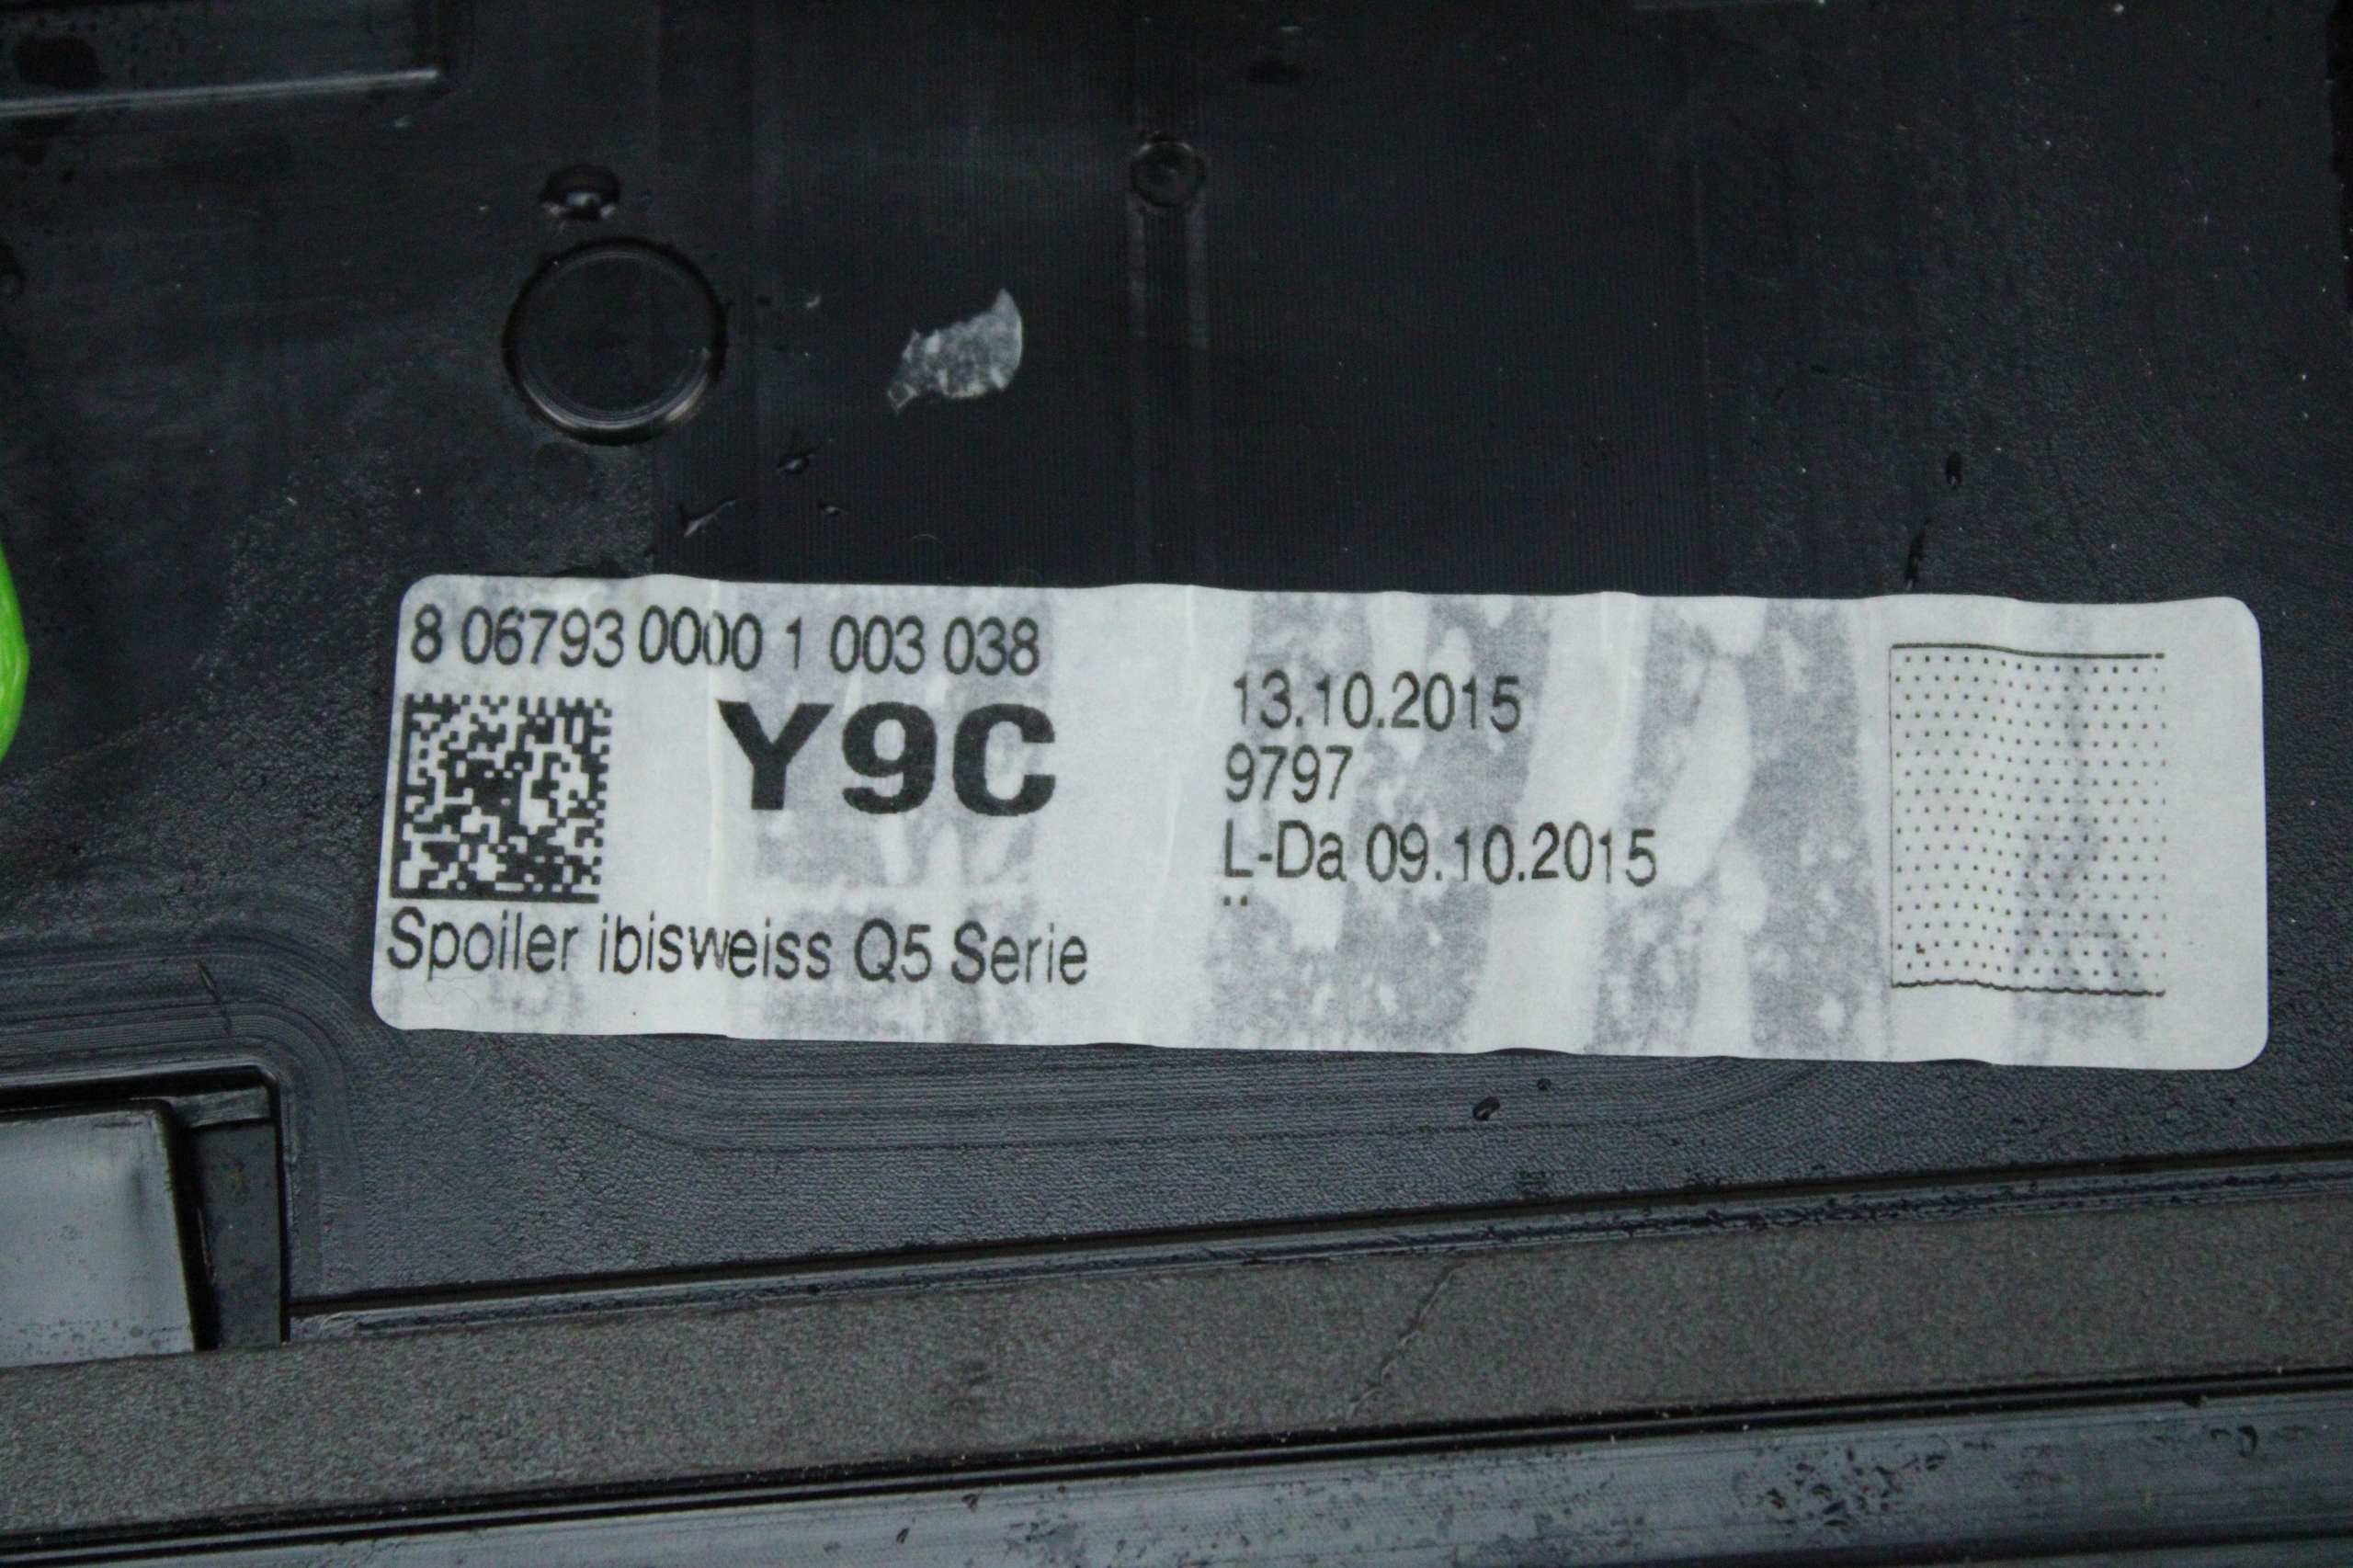 8 06793 0000 1 003 038
Y9C
Spoiler ibisweiss Q5 Serie
13.10.2015
9797
L-Da 09.10.2015